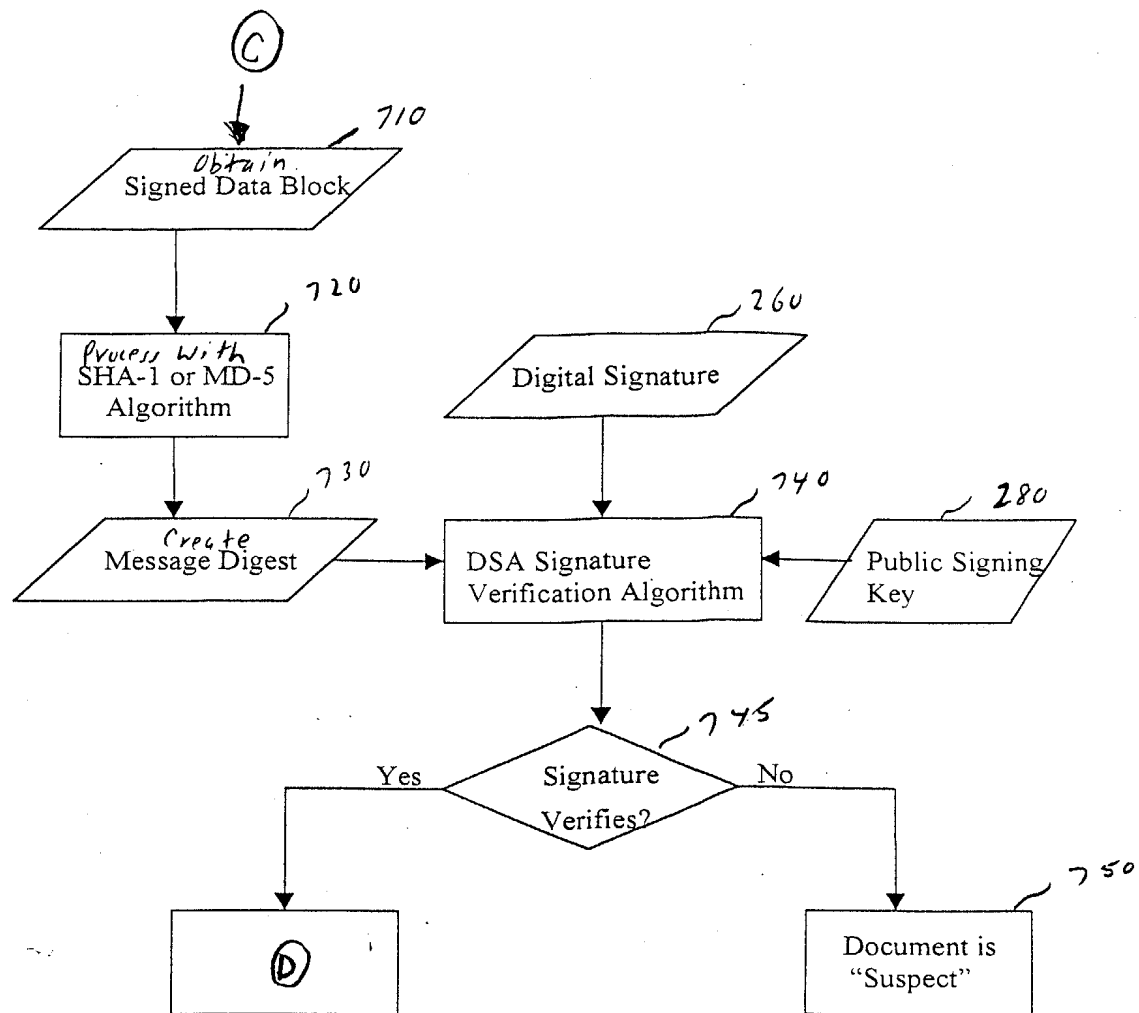 C
710
Obtain
Signed Data Block
720
Process with
SHA-1 or MD-5
Algorithm
260
Digital Signature
730
Create
Message Digest
740
DSA Signature
Verification Algorithm
280
Public Signing
Key
745
Signature
Verifies?
Yes
No
D
750
Document is
“Suspect”